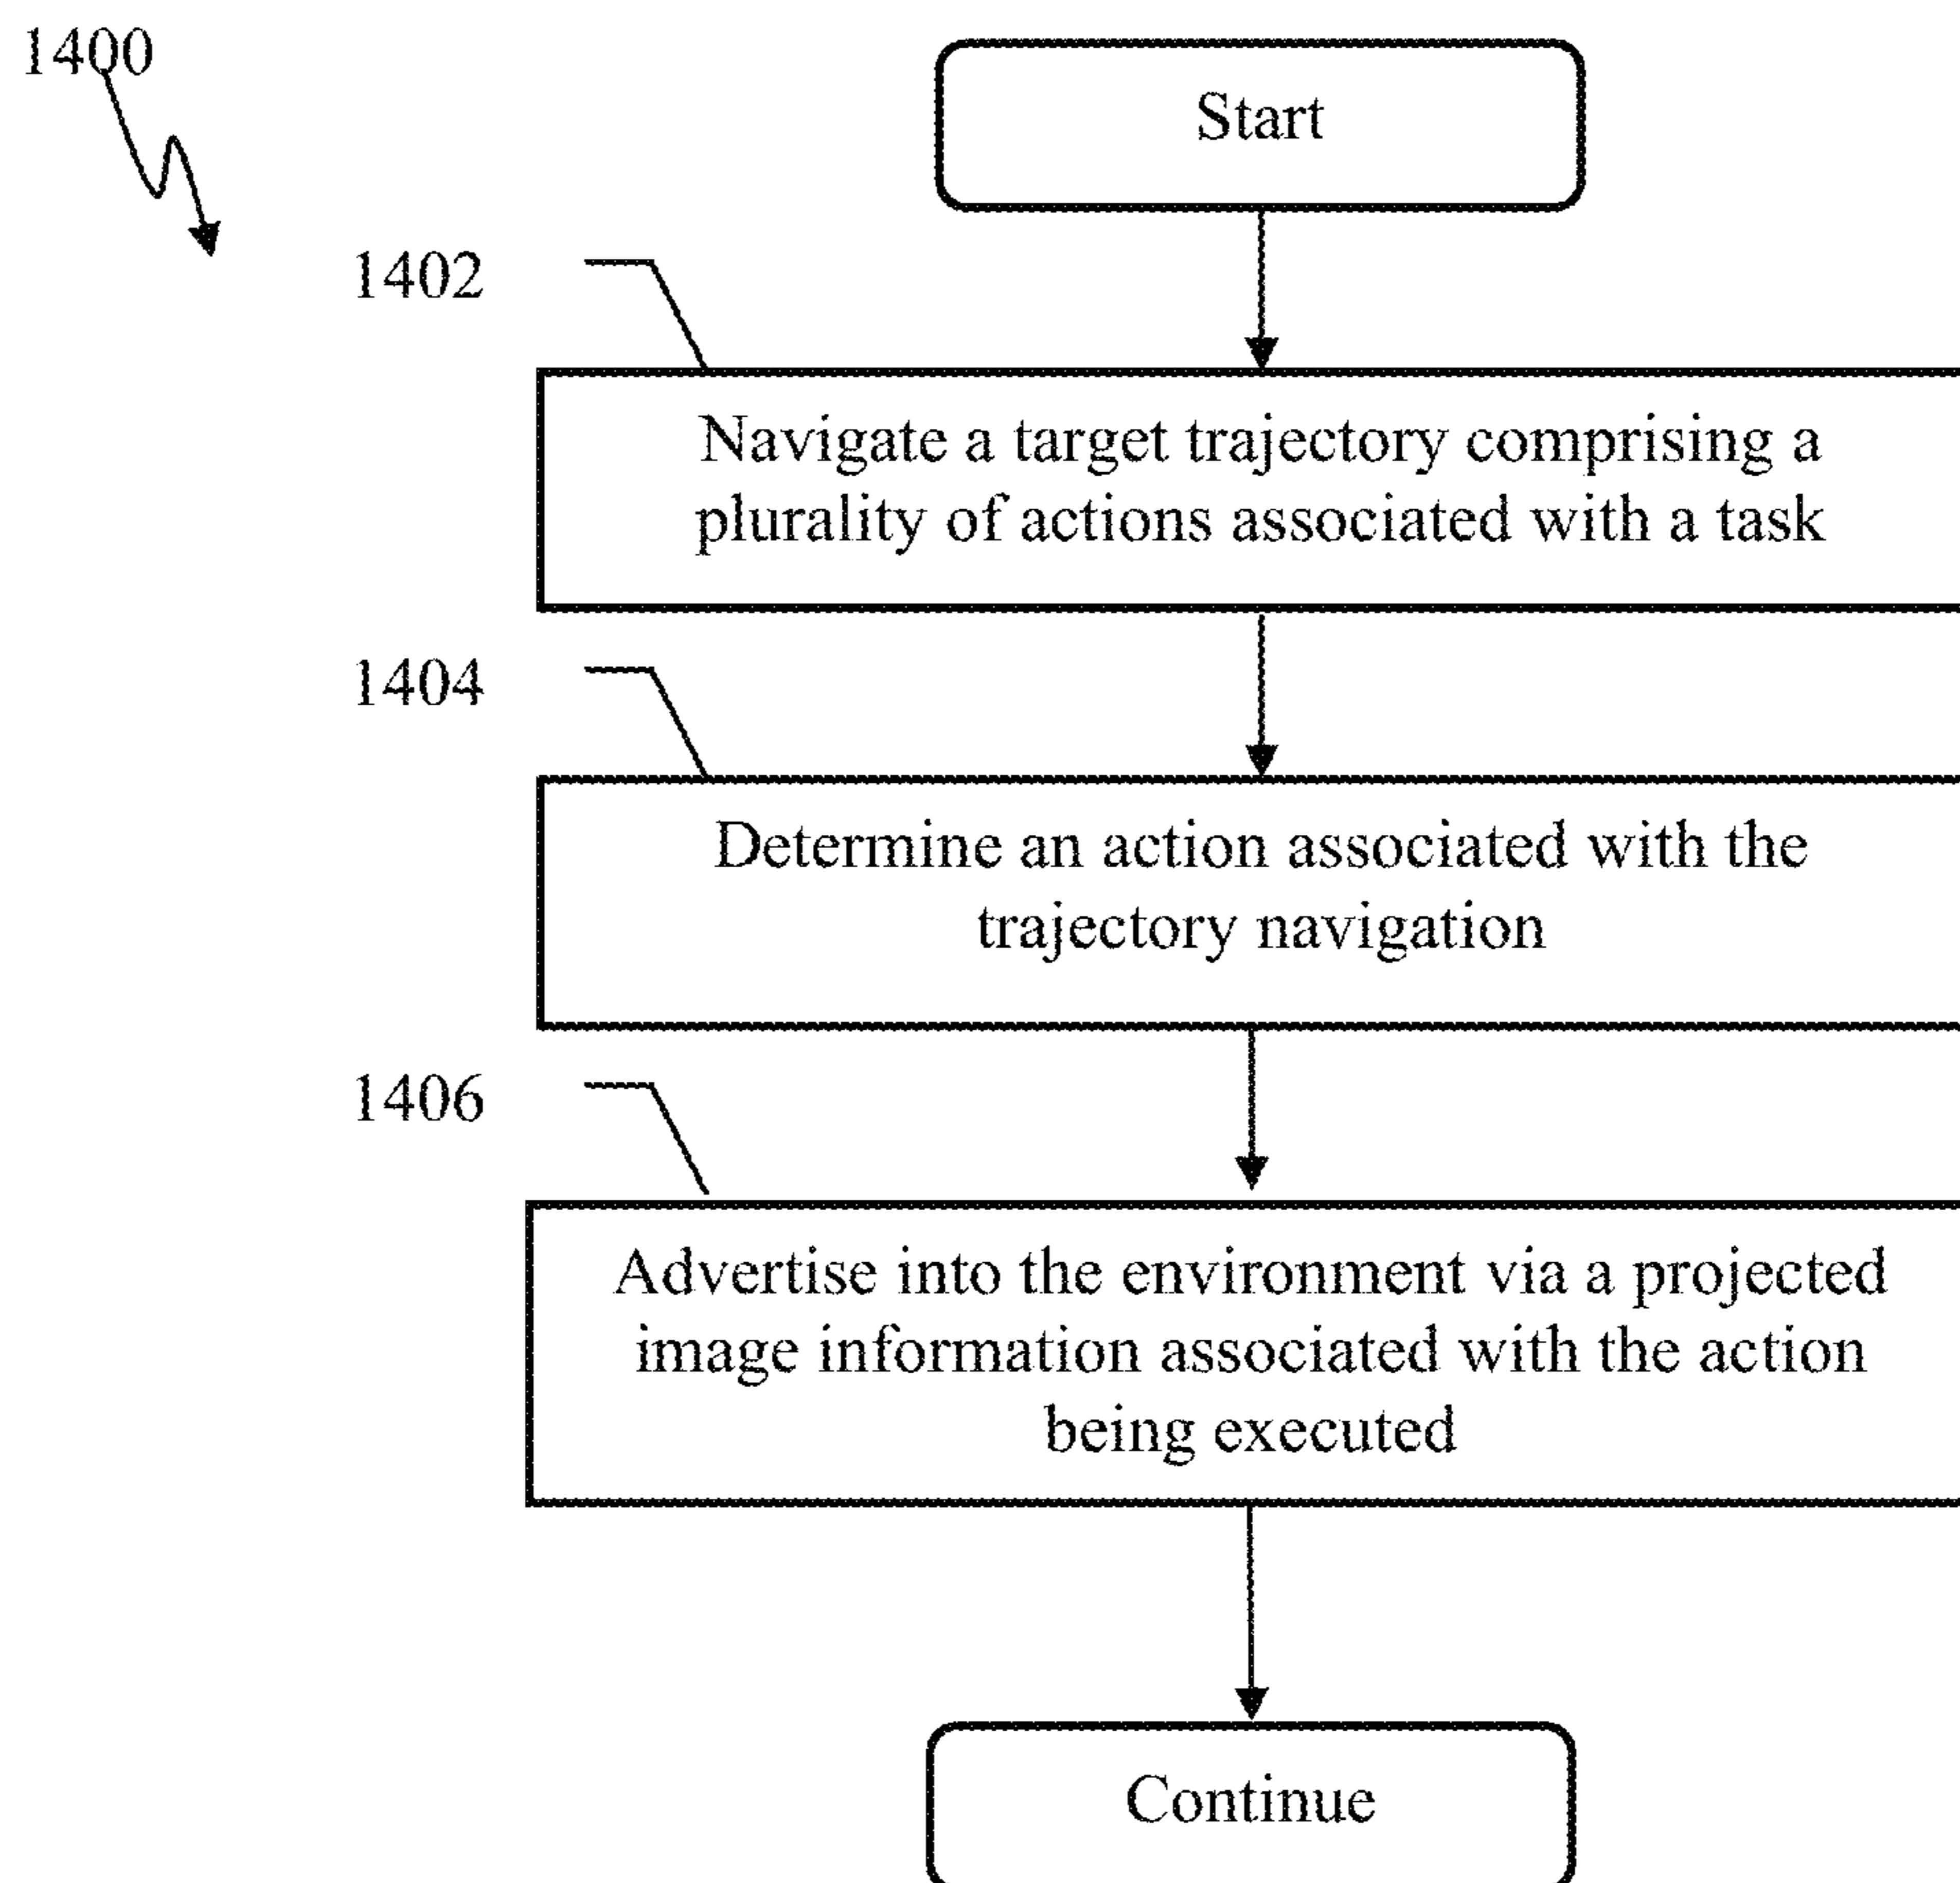 1400
Start
1402
Navigate a target trajectory comprising a
plurality of actions associated with a task
1404
Determine an action associated with the
trajectory navigation
1406
Advertise into the environment via a projected
image information associated with the action
being executed
Continue